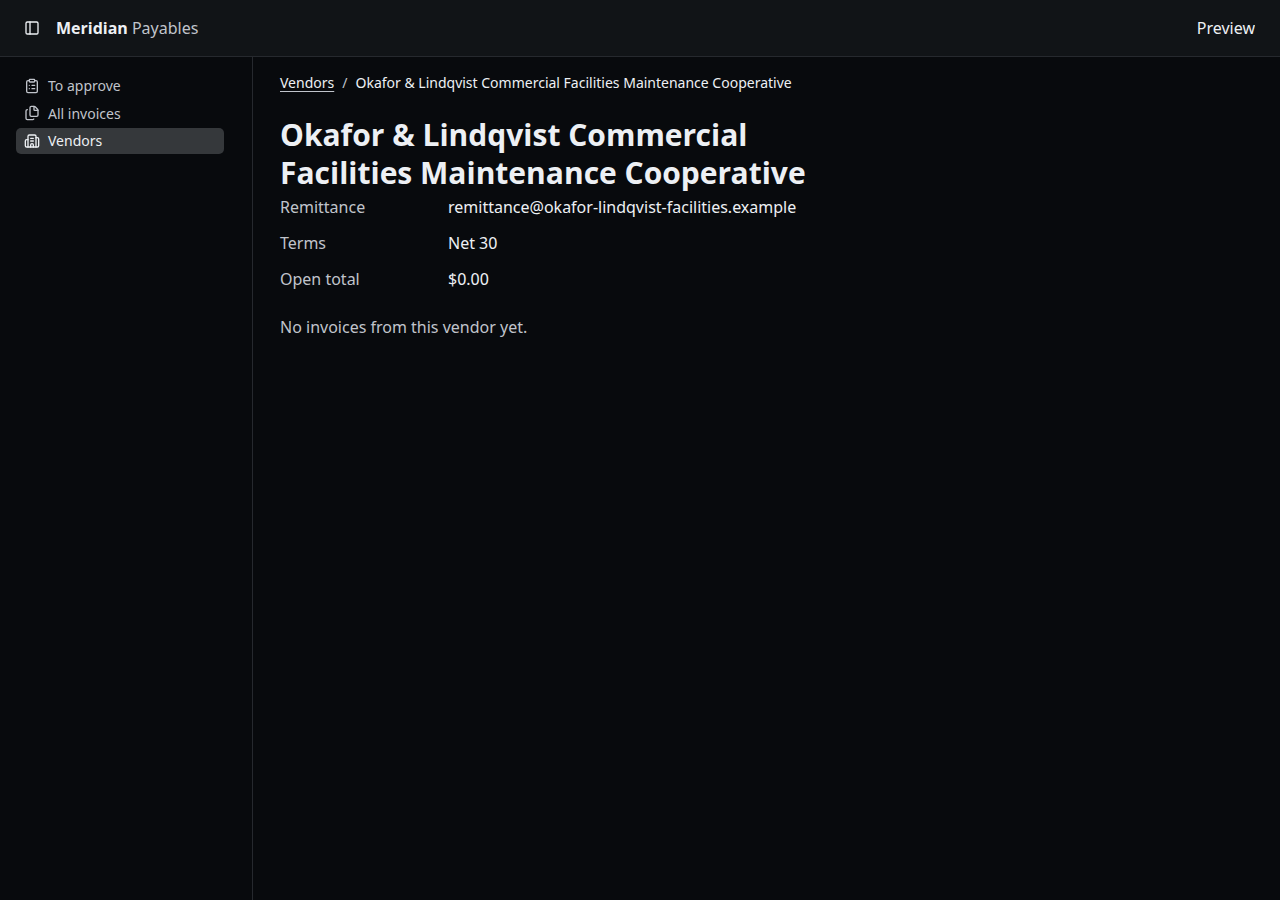 Meridian Payables
Preview
To approve
All invoices
Vendors
Vendors / Okafor & Lindqvist Commercial Facilities Maintenance Cooperative
Okafor & Lindqvist Commercial
Facilities Maintenance Cooperative
Remittance remittance@okafor-lindqvist-facilities.example
Terms Net 30
Open total $0.00
No invoices from this vendor yet.